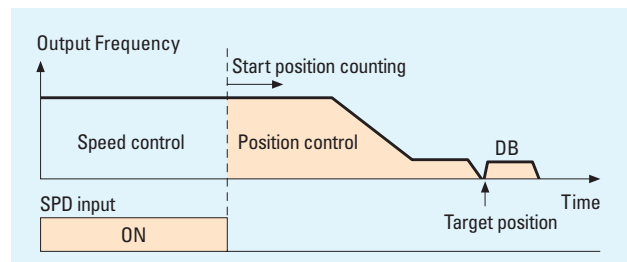 Output Frequency
Start position counting
Speed control
Position control
DB
Time
SPD input
Target position
ON